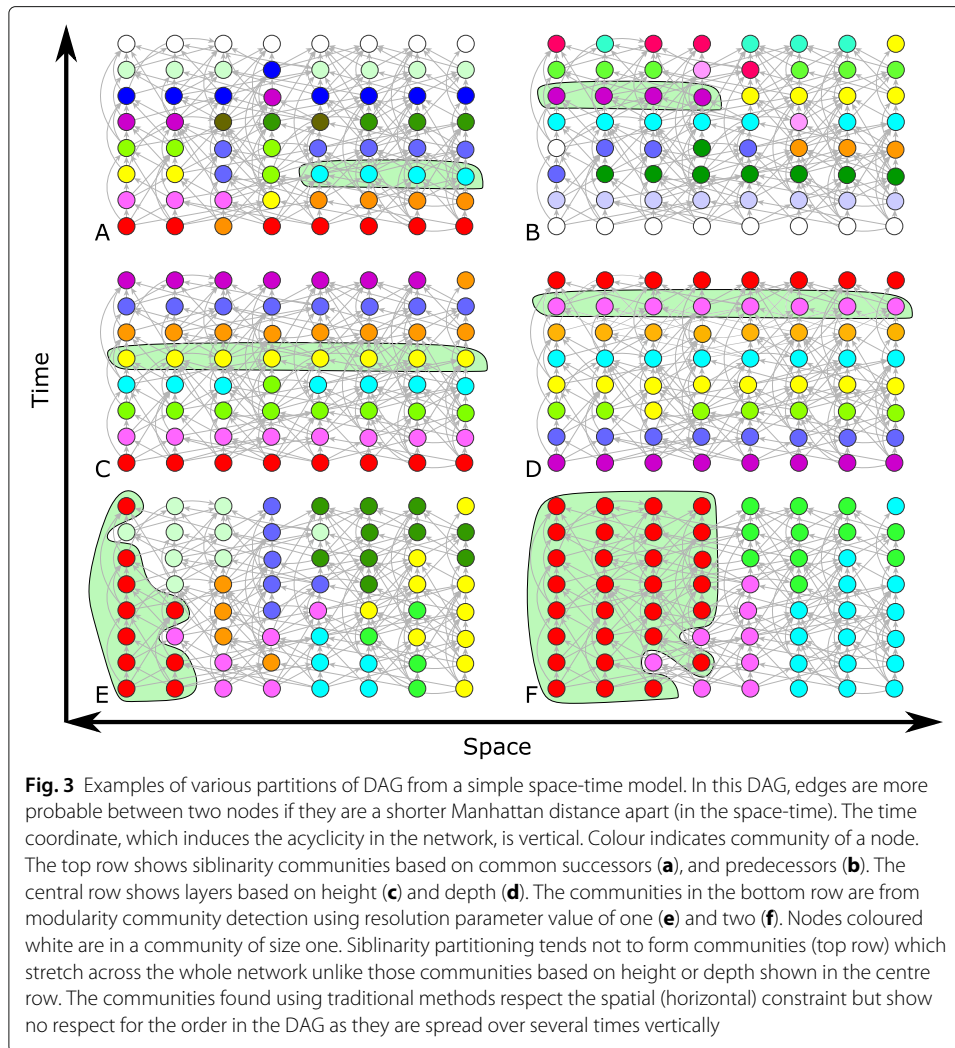 Time
A
B
C
D
E
F
Space
Fig. 3 Examples of various partitions of DAG from a simple space-time model. In this DAG, edges are more
probable between two nodes if they are a shorter Manhattan distance apart (in the space-time). The time
coordinate, which induces the acyclicity in the network, is vertical. Colour indicates community of a node.
The top row shows siblinarity communities based on common successors (a), and predecessors (b). The
central row shows layers based on height (c) and depth (d). The communities in the bottom row are from
modularity community detection using resolution parameter value of one (e) and two (f). Nodes coloured
white are in a community of size one. Siblinarity partitioning tends not to form communities (top row) which
stretch across the whole network unlike those communities based on height or depth shown in the centre
row. The communities found using traditional methods respect the spatial (horizontal) constraint but show
no respect for the order in the DAG as they are spread over several times vertically